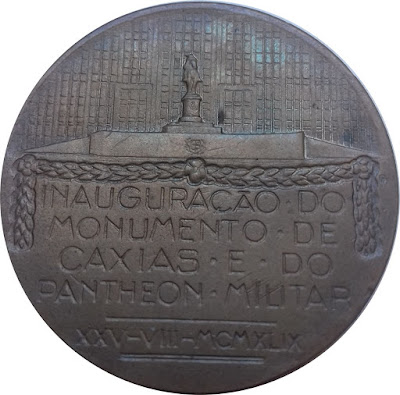 INAUGURAÇÃO · DO
MONUMENTO · DE
CAXIAS · E · DO
PANTHEON · MILITAR
XXV-VIII-MCMXLIX